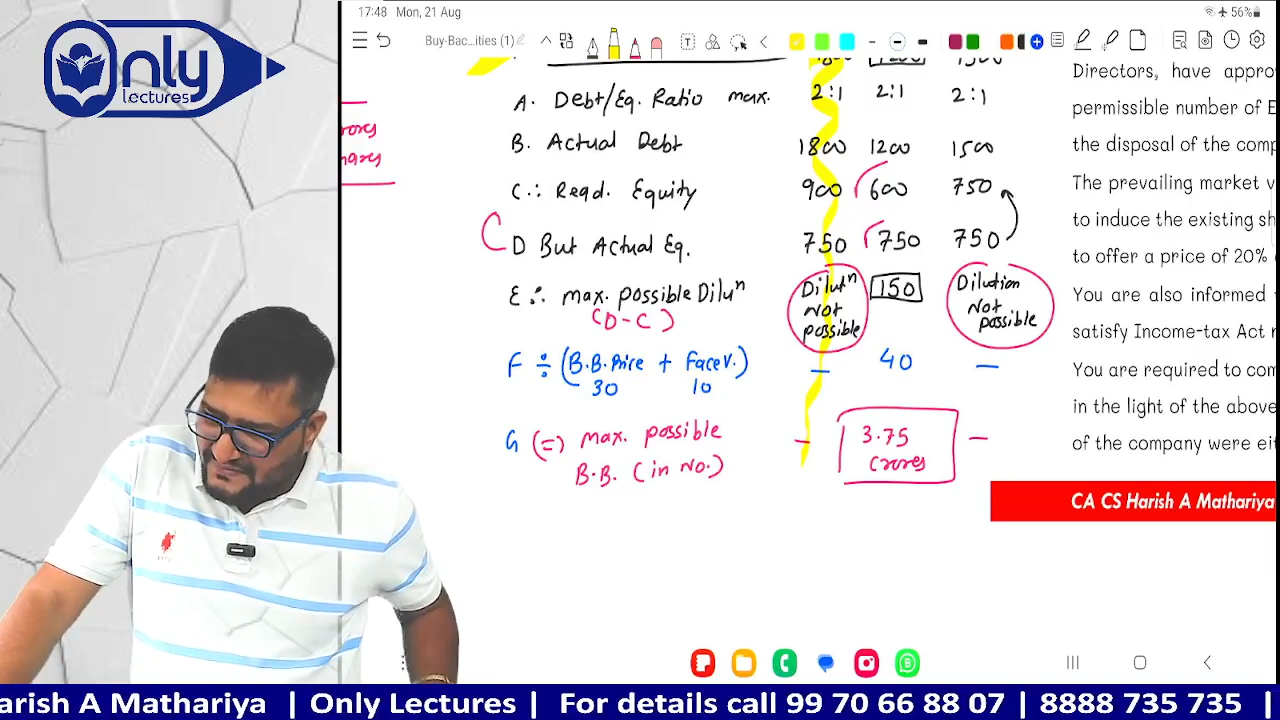 17:48 Mon, 21 Aug
56%
Only
lectures
Buy-Bac...ities (1)
1200
A. Debt/Eq. Ratio max. 2:1 2:1 2:1
B. Actual Debt 1800 1200 1500
C ∴ Reqd. Equity 900 600 750
D But Actual Eq. 750 750 750
E ∴ max. possible Dilun (D-C) Dilutn Not possible 150 Dilution Not possible
F ÷ (B.B. Price + Face V.) — 40 —
30 10
G (=) max. possible B.B. (in No.) - 3.75 crores -
Directors, have appro
permissible number of E
the disposal of the comp
The prevailing market v
to induce the existing sh
to offer a price of 20%
You are also informed
satisfy Income-tax Act r
You are required to com
in the light of the above
of the company were ei
CA CS Harish A Mathariya
arish A Mathariya | Only Lectures | For details call 99 70 66 88 07 | 8888 735 735 |